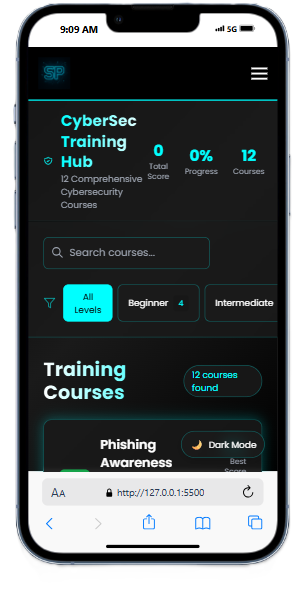 9:09 AM
5G
SP
CyberSec
Training
Hub
12 Comprehensive
Cybersecurity
Courses
0
Total
Score
0%
Progress
12
Courses
Search courses...
All
Levels
Beginner 4
Intermediate
Training
Courses
12 courses
found
Phishing
Awareness
🌙 Dark Mode
Best
Score
AA
http://127.0.0.1:5500